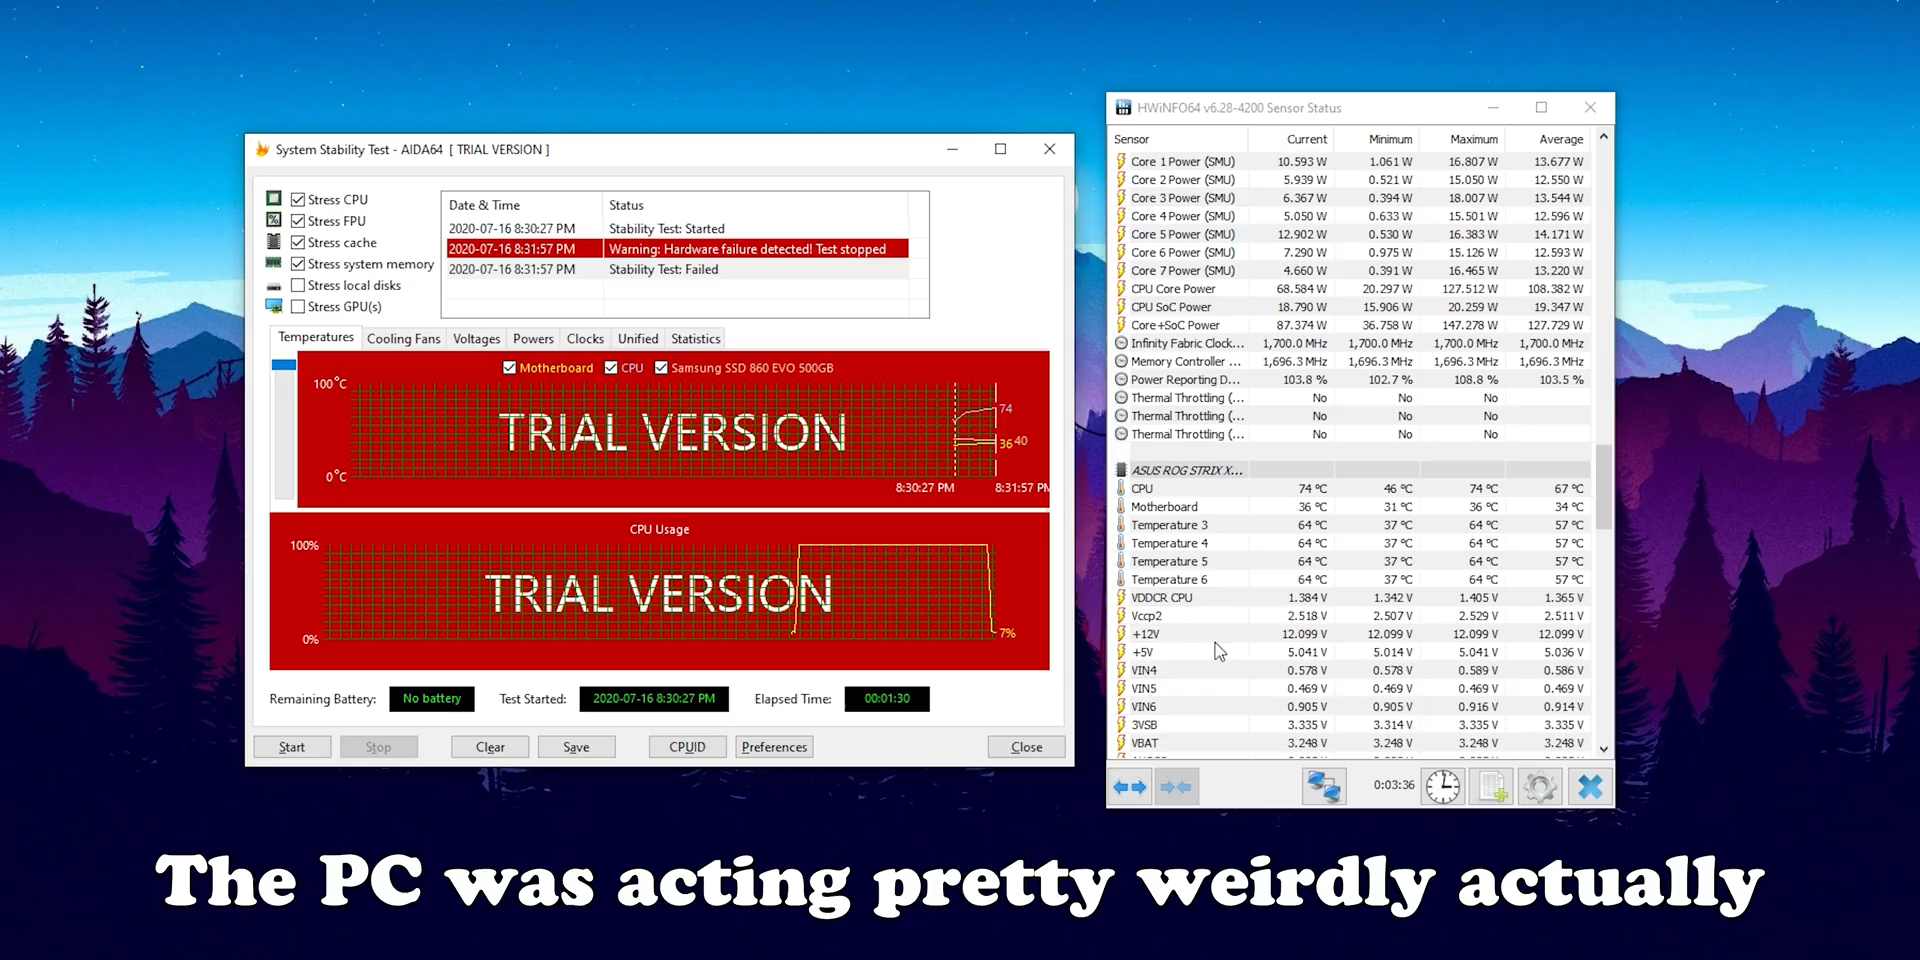 System Stability Test - AIDA64 [ TRIAL VERSION ]
Stress CPU
Stress FPU
Stress cache
Stress system memory
Stress local disks
Stress GPU(s)
Date & Time Status
2020-07-16 8:30:27 PM Stability Test: Started
2020-07-16 8:31:57 PM Warning: Hardware failure detected! Test stopped
2020-07-16 8:31:57 PM Stability Test: Failed
Temperatures Cooling Fans Voltages Powers Clocks Unified Statistics
Motherboard CPU Samsung SSD 860 EVO 500GB
100°C
TRIAL VERSION
74
36 40
0°C
8:30:27 PM 8:31:57 PM
CPU Usage
100%
TRIAL VERSION
0%
7%
Remaining Battery: No battery Test Started: 2020-07-16 8:30:27 PM Elapsed Time: 00:01:30
Start Stop Clear Save CPUID Preferences Close
HWiNFO64 v6.28-4200 Sensor Status
Sensor Current Minimum Maximum Average
Core 1 Power (SMU) 10.593 W 1.061 W 16.807 W 13.677 W
Core 2 Power (SMU) 5.939 W 0.521 W 15.050 W 12.550 W
Core 3 Power (SMU) 6.367 W 0.394 W 18.007 W 13.544 W
Core 4 Power (SMU) 5.050 W 0.633 W 15.501 W 12.596 W
Core 5 Power (SMU) 12.902 W 0.530 W 16.383 W 14.171 W
Core 6 Power (SMU) 7.290 W 0.975 W 15.126 W 12.593 W
Core 7 Power (SMU) 4.660 W 0.391 W 16.465 W 13.220 W
CPU Core Power 68.584 W 20.297 W 127.512 W 108.382 W
CPU SoC Power 18.790 W 15.906 W 20.259 W 19.347 W
Core+SoC Power 87.374 W 36.758 W 147.278 W 127.729 W
Infinity Fabric Clock... 1,700.0 MHz 1,700.0 MHz 1,700.0 MHz 1,700.0 MHz
Memory Controller ... 1,696.3 MHz 1,696.3 MHz 1,696.3 MHz 1,696.3 MHz
Power Reporting D... 103.8 % 102.7 % 108.8 % 103.5 %
Thermal Throttling (... No No No
Thermal Throttling (... No No No
Thermal Throttling (... No No No
ASUS ROG STRIX X...
CPU 74 °C 46 °C 74 °C 67 °C
Motherboard 36 °C 31 °C 36 °C 34 °C
Temperature 3 64 °C 37 °C 64 °C 57 °C
Temperature 4 64 °C 37 °C 64 °C 57 °C
Temperature 5 64 °C 37 °C 64 °C 57 °C
Temperature 6 64 °C 37 °C 64 °C 57 °C
VDDCR CPU 1.384 V 1.342 V 1.405 V 1.365 V
Vccp2 2.518 V 2.507 V 2.529 V 2.511 V
+12V 12.099 V 12.099 V 12.099 V 12.099 V
+5V 5.041 V 5.014 V 5.041 V 5.036 V
VIN4 0.578 V 0.578 V 0.589 V 0.586 V
VIN5 0.469 V 0.469 V 0.469 V 0.469 V
VIN6 0.905 V 0.905 V 0.916 V 0.914 V
3VSB 3.335 V 3.314 V 3.335 V 3.335 V
VBAT 3.248 V 3.248 V 3.248 V 3.248 V
0:03:36
The PC was acting pretty weirdly actually